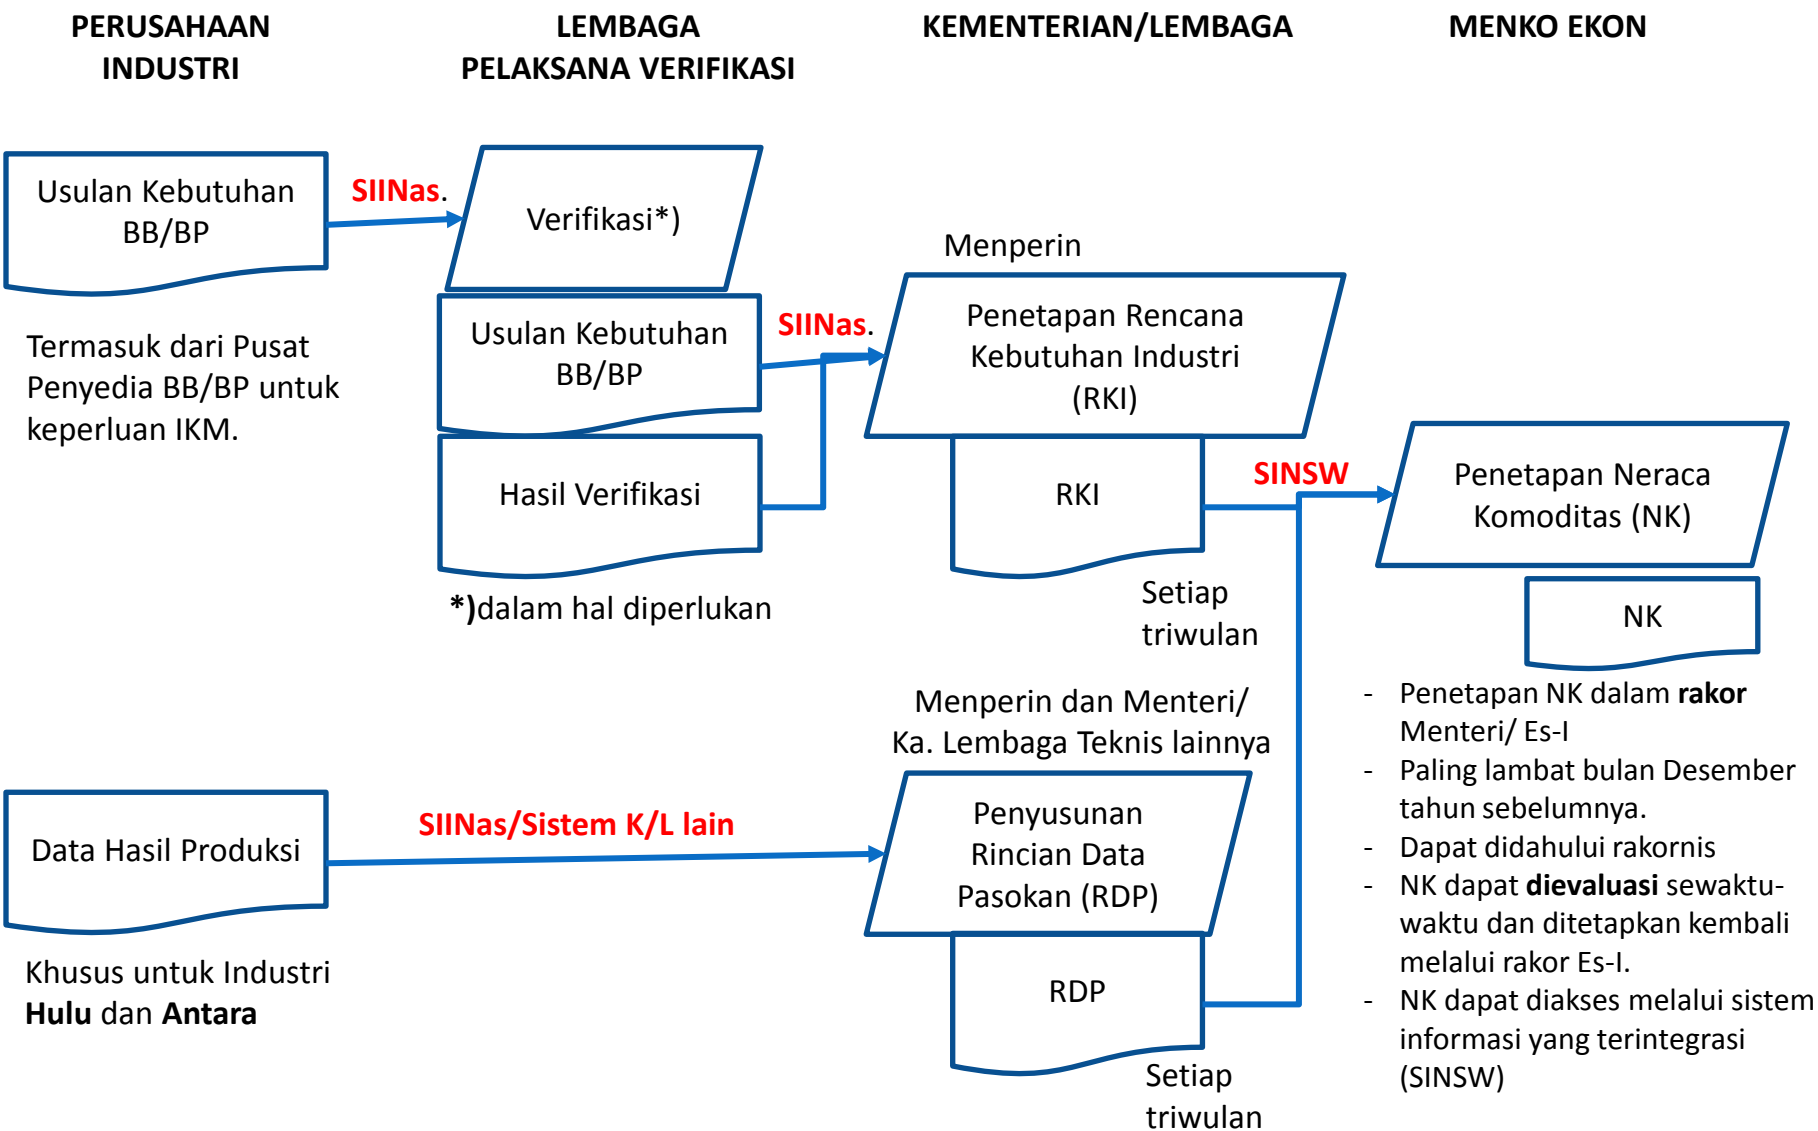 PERUSAHAAN
INDUSTRI
LEMBAGA
PELAKSANA VERIFIKASI
KEMENTERIAN/LEMBAGA
MENKO EKON
Usulan Kebutuhan
BB/BP
SIINas.
Verifikasi*)
Termasuk dari Pusat
Penyedia BB/BP untuk
keperluan IKM.
Usulan Kebutuhan
BB/BP
SIINas.
Hasil Verifikasi
*)dalam hal diperlukan
Menperin
Penetapan Rencana
Kebutuhan Industri
(RKI)
RKI
Setiap
triwulan
SINSW
Penetapan Neraca
Komoditas (NK)
NK
Data Hasil Produksi
SIINas/Sistem K/L lain
Khusus untuk Industri
Hulu dan Antara
Menperin dan Menteri/
Ka. Lembaga Teknis lainnya
Penyusunan
Rincian Data
Pasokan (RDP)
RDP
Setiap
triwulan
- Penetapan NK dalam rakor
Menteri/ Es-I
- Paling lambat bulan Desember
tahun sebelumnya.
- Dapat didahului rakornis
- NK dapat dievaluasi sewaktu-
waktu dan ditetapkan kembali
melalui rakor Es-I.
- NK dapat diakses melalui sistem
informasi yang terintegrasi
(SINSW)